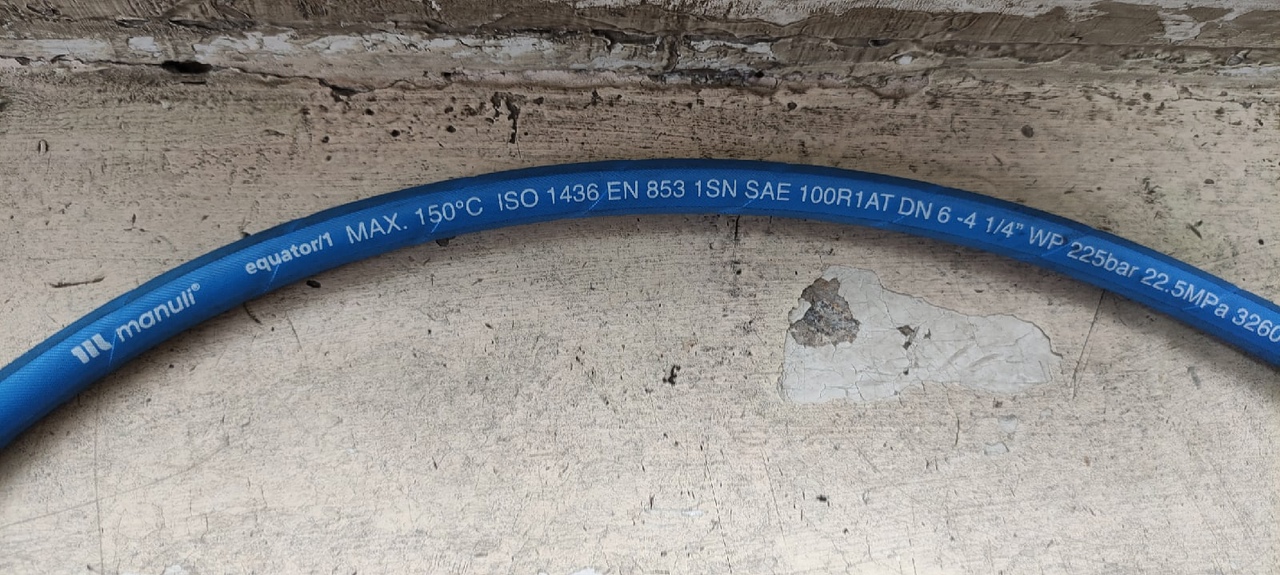 manuli® equator/1 MAX. 150°C ISO 1436 EN 853 1SN SAE 100R1AT DN 6 -4 1/4" WP 225bar 22.5MPa 3260